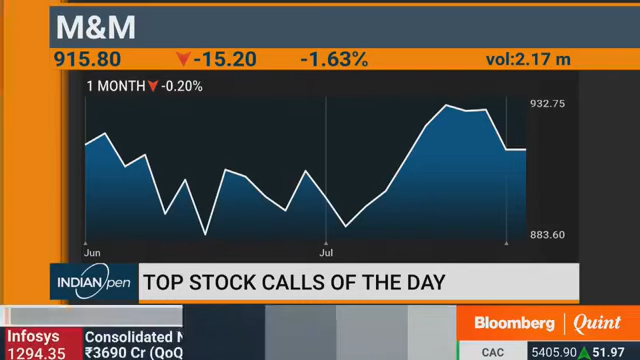 M&M
915.80 -15.20 -1.63% vol:2.17 m
1 MONTH -0.20%
932.75
883.60
Jun Jul
INDIAN open TOP STOCK CALLS OF THE DAY
Bloomberg Quint
Infosys Consolidated N
1294.35 ₹3690 Cr (QoQ
CAC 5405.90 51.97